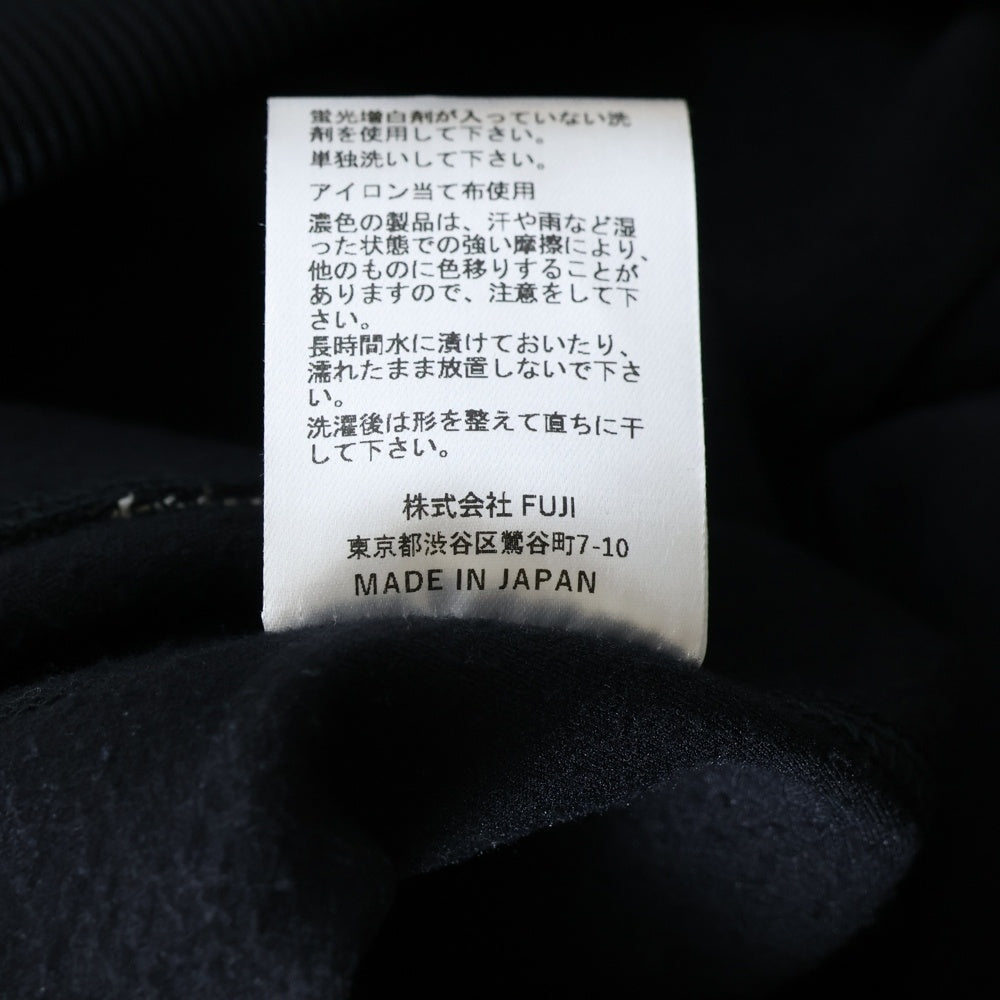 蛍光増白剤が入っていない洗
剤を使用して下さい。
単独洗いして下さい。
アイロン当て布使用
濃色の製品は、汗や雨など湿
った状態での強い摩擦により、
他のものに色移りすることが
ありますので、注意をして下
さい。
長時間水に漬けておいたり、
濡れたまま放置しないで下さ
い。
洗濯後は形を整えて直ちに干
して下さい。
株式会社 FUJI
東京都渋谷区鶯谷町7-10
MADE IN JAPAN